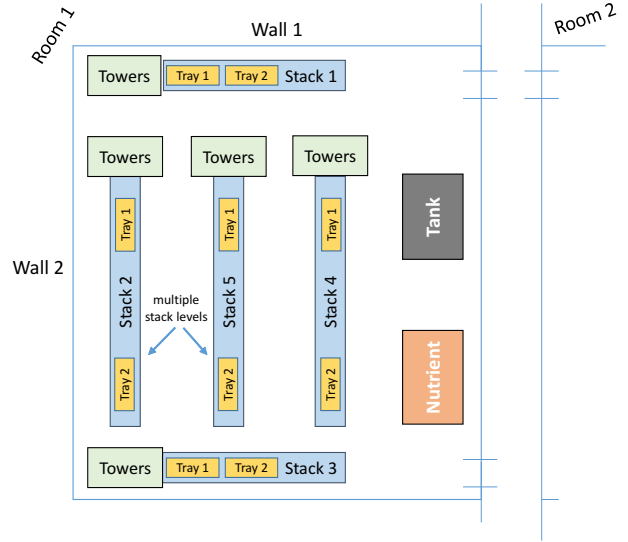 Room 1
Wall 1
Room 2
Towers
Tray 1
Tray 2
Stack 1
Towers
Towers
Towers
Tray 1
Tray 1
Tray 1
Tank
Wall 2
Stack 2
Stack 5
Stack 4
multiple
stack levels
Tray 2
Tray 2
Tray 2
Nutrient
Towers
Tray 1
Tray 2
Stack 3